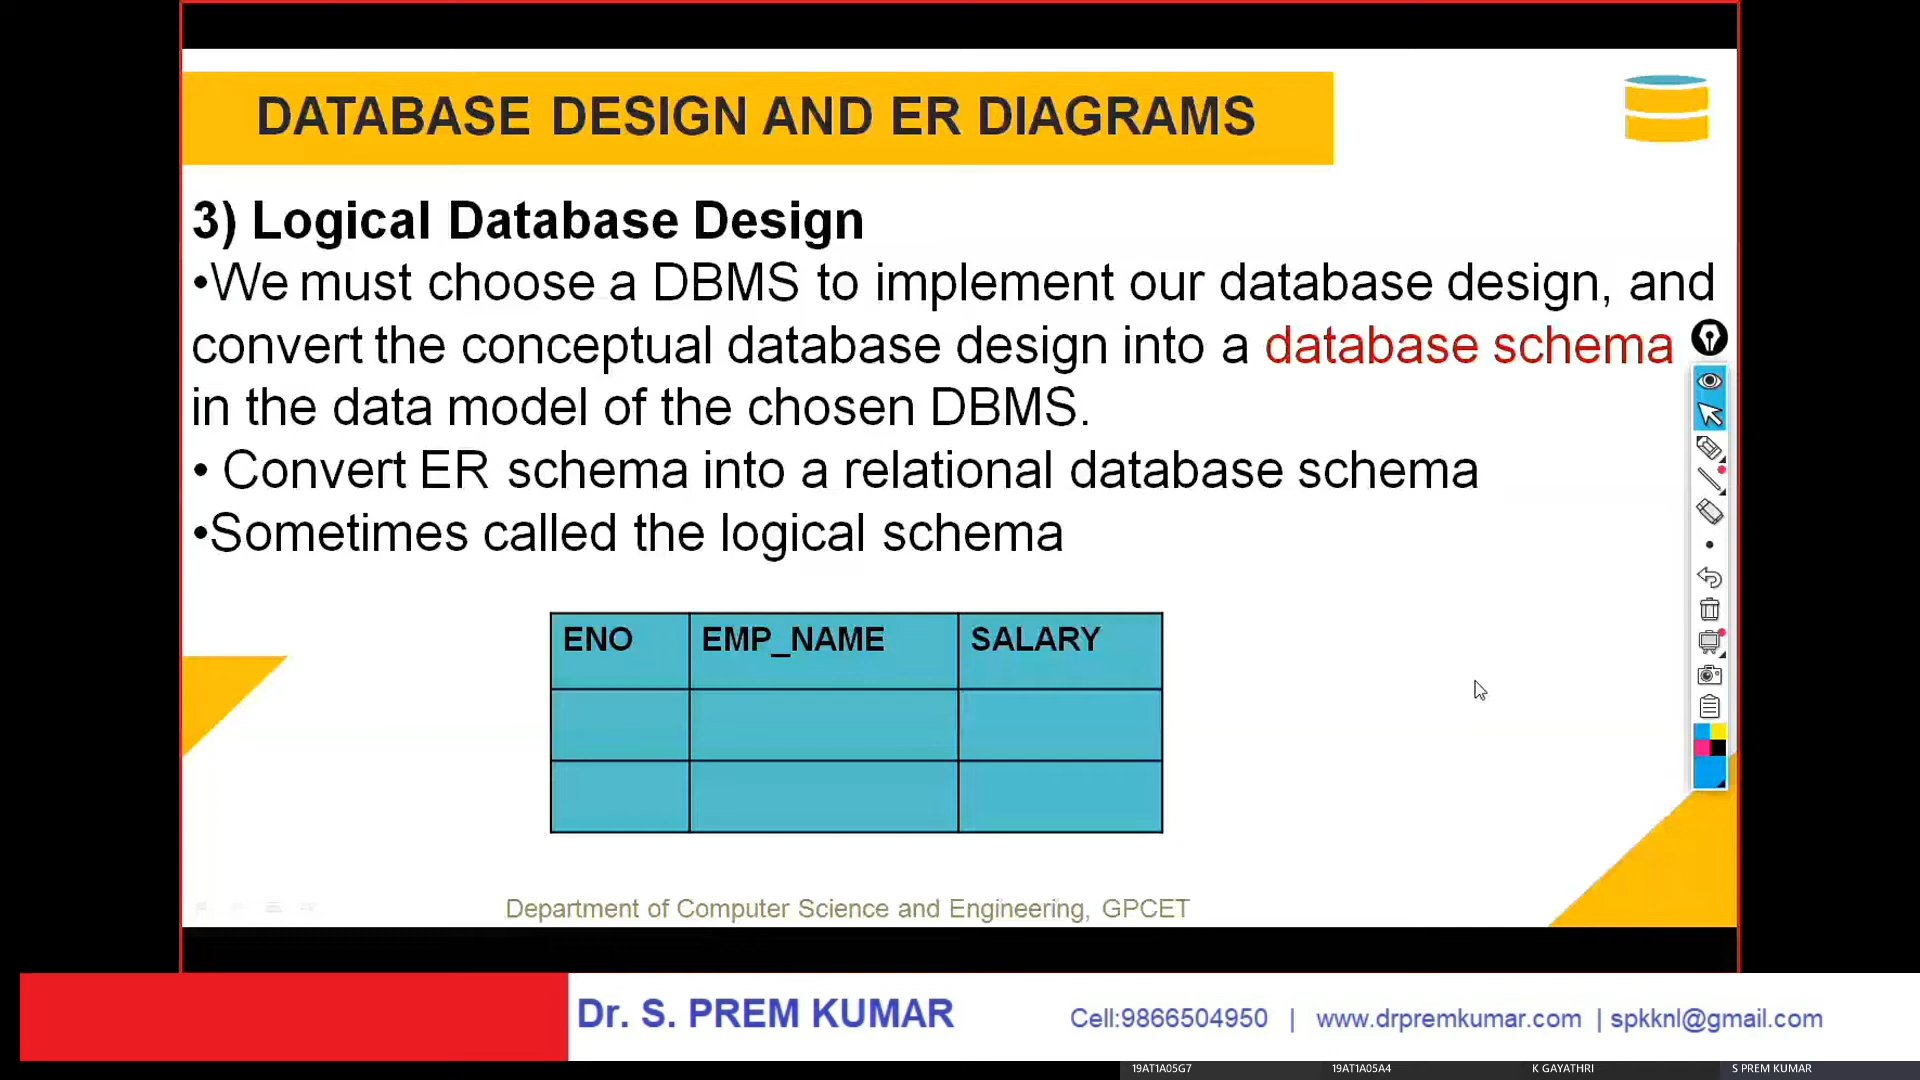 DATABASE DESIGN AND ER DIAGRAMS
3) Logical Database Design
•We must choose a DBMS to implement our database design, and
convert the conceptual database design into a database schema
in the data model of the chosen DBMS.
• Convert ER schema into a relational database schema
•Sometimes called the logical schema
ENO EMP_NAME SALARY
Department of Computer Science and Engineering, GPCET
Dr. S. PREM KUMAR Cell:9866504950 | www.drpremkumar.com | spkknl@gmail.com
19AT1A05G7 19AT1A05A4 K GAYATHRI S PREM KUMAR